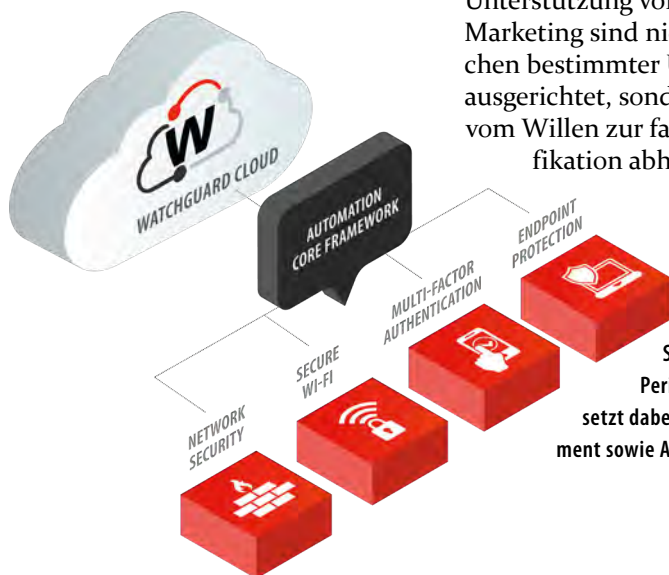 Unterstützung vo
Marketing sind ni
chen bestimmter
ausgerichtet, sond
vom Willen zur fa
fikation abh
W
WATCHGUARD CLOUD
AUTOMATION
CORE FRAMEWORK
ENDPOINT
PROTECTION
MULTI-FACTOR
AUTHENTICATION
SECURE
WI-FI
NETWORK
SECURITY
S
Per
setzt dabe
ment sowie A